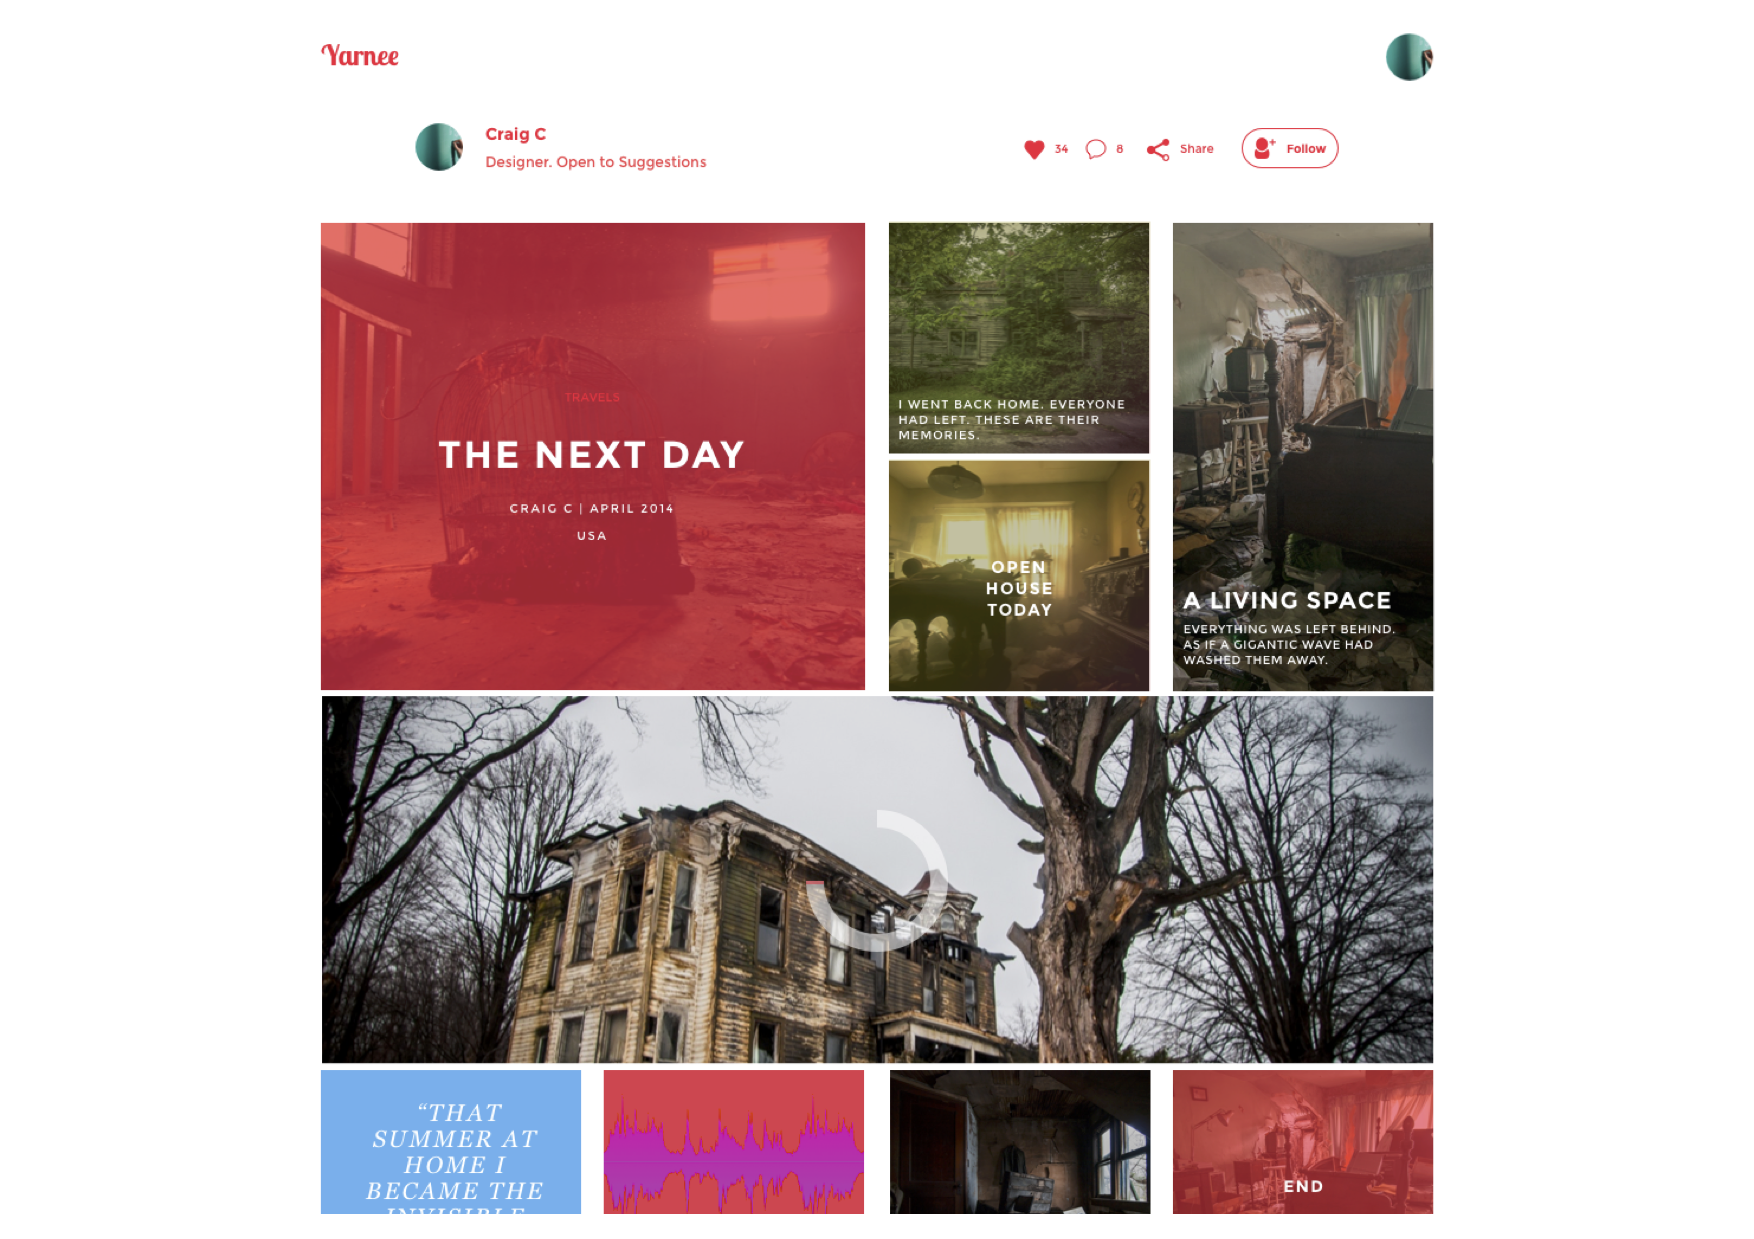 Yarnee
Craig C
Designer. Open to Suggestions
34
8
Share
Follow
TRAVELS
THE NEXT DAY
CRAIG C | APRIL 2014
USA
I WENT BACK HOME. EVERYONE
HAD LEFT. THESE ARE THEIR
MEMORIES.
OPEN
HOUSE
TODAY
A LIVING SPACE
EVERYTHING WAS LEFT BEHIND.
AS IF A GIGANTIC WAVE HAD
WASHED THEM AWAY.
“THAT
SUMMER AT
HOME I
BECAME THE
INVISIBLE
END